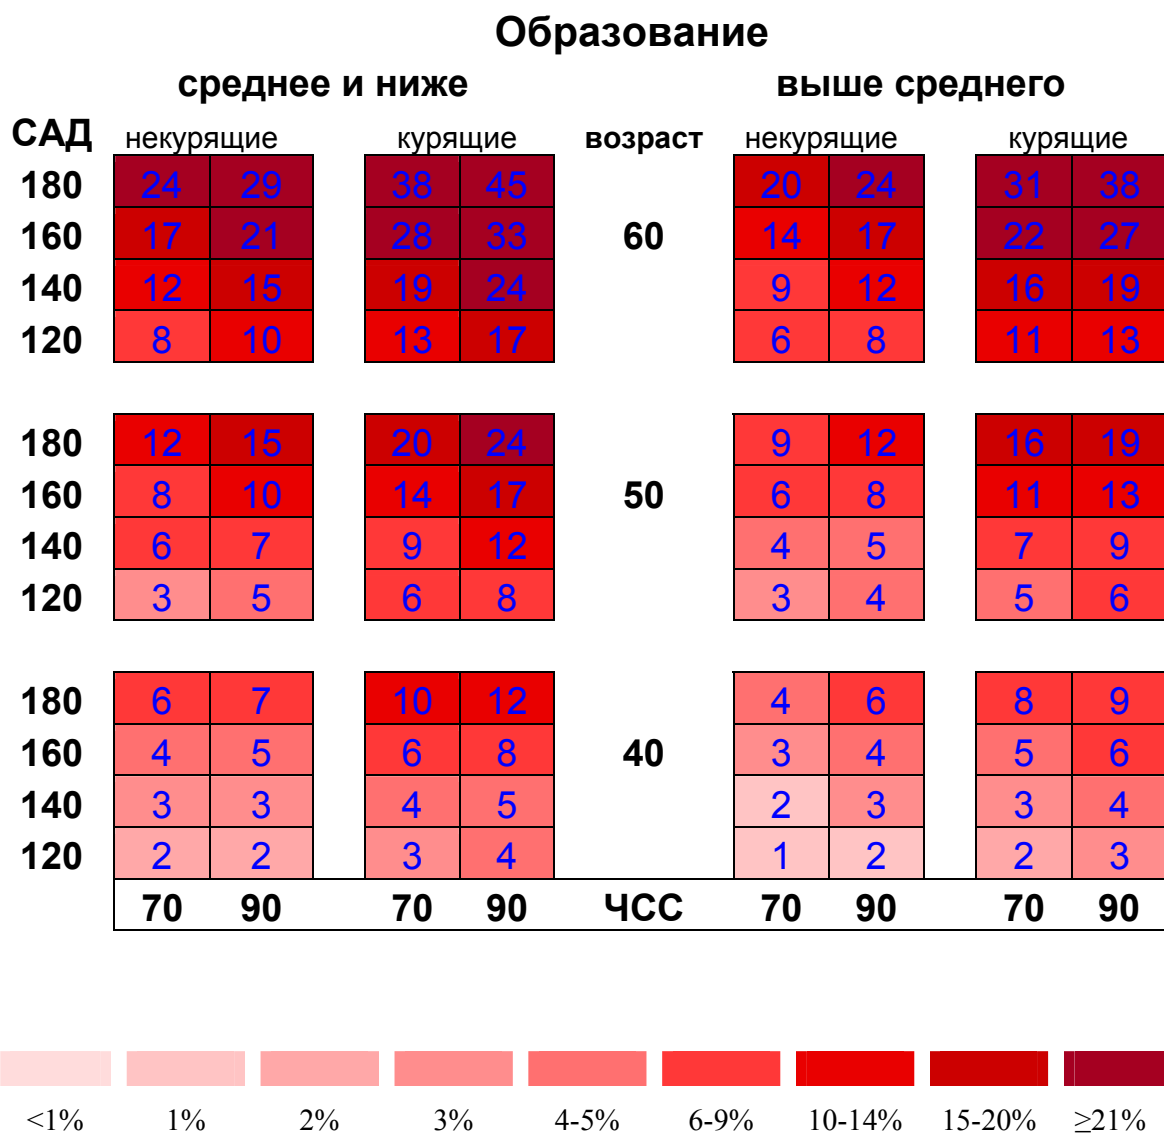 Образование
среднее и ниже выше среднего
САД некурящие курящие возраст некурящие курящие
180 24 29 38 45 20 24 31 38
160 17 21 28 33 60 14 17 22 27
140 12 15 19 24 9 12 16 19
120 8 10 13 17 6 8 11 13
180 12 15 20 24 9 12 16 19
160 8 10 14 17 50 6 8 11 13
140 6 7 9 12 4 5 7 9
120 3 5 6 8 3 4 5 6
180 6 7 10 12 4 6 8 9
160 4 5 6 8 40 3 4 5 6
140 3 3 4 5 2 3 3 4
120 2 2 3 4 1 2 2 3
70 90 70 90 ЧСС 70 90 70 90
<1% 1% 2% 3% 4-5% 6-9% 10-14% 15-20% ≥21%